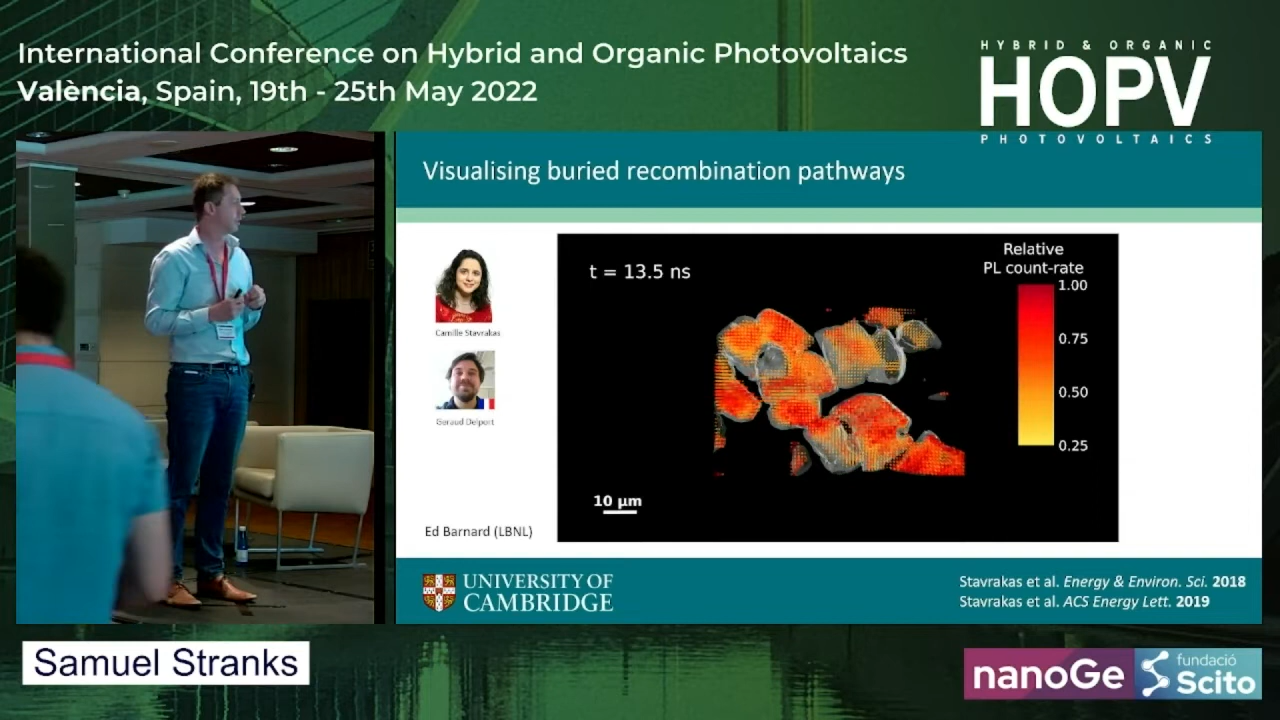 International Conference on Hybrid and Organic Photovoltaics
València, Spain, 19th - 25th May 2022
HYBRID & ORGANIC
HOPV
PHOTOVOLTAICS
Visualising buried recombination pathways
Camille Stavrakas
Geraud Delport
Ed Barnard (LBNL)
t = 13.5 ns
Relative
PL count-rate
1.00
0.75
0.50
0.25
10 µm
UNIVERSITY OF
CAMBRIDGE
Stavrakas et al. Energy & Environ. Sci. 2018
Stavrakas et al. ACS Energy Lett. 2019
Samuel Stranks
nanoGe
fundació
Scito